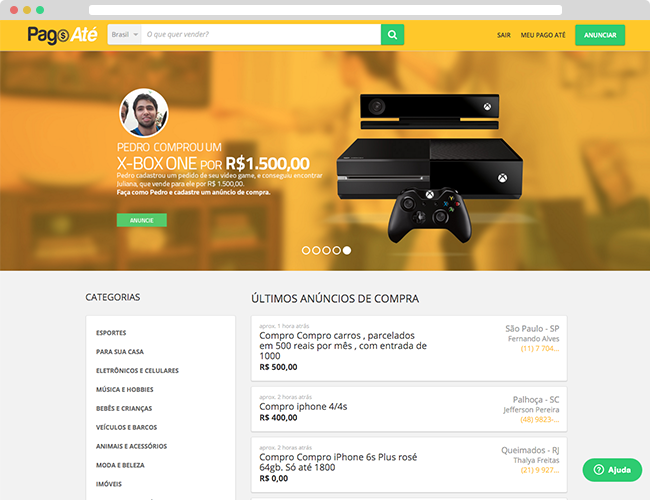 Pago Até
Brasil
O que quer vender?
SAIR
MEU PAGO ATÉ
ANUNCIAR
PEDRO COMPROU UM
X-BOX ONE POR R$1.500,00
Pedro cadastrou um pedido de seu video game, e conseguiu encontrar
Juliana, que vende para ele por R$ 1.500,00.
Faça como Pedro e cadastre um anúncio de compra.
ANUNCIE
CATEGORIAS
ESPORTES
PARA SUA CASA
ELETRÔNICOS E CELULARES
MÚSICA E HOBBIES
BEBÊS E CRIANÇAS
VEÍCULOS E BARCOS
ANIMAIS E ACESSÓRIOS
MODA E BELEZA
IMÓVEIS
ÚLTIMOS ANÚNCIOS DE COMPRA
aprox. 1 hora atrás
Compro Compro carros , parcelados
em 500 reais por mês , com entrada de
1000
R$ 500,00
São Paulo - SP
Fernando Alves
(11) 7 704...
aprox. 2 horas atrás
Compro iphone 4/4s
R$ 400,00
Palhoça - SC
Jefferson Pereira
(48) 9823-...
aprox. 2 horas atrás
Compro Compro iPhone 6s Plus rosé
64gb. Só até 1800
R$ 0,00
Queimados - RJ
Thalya Freitas
(21) 9 927...
Ajuda